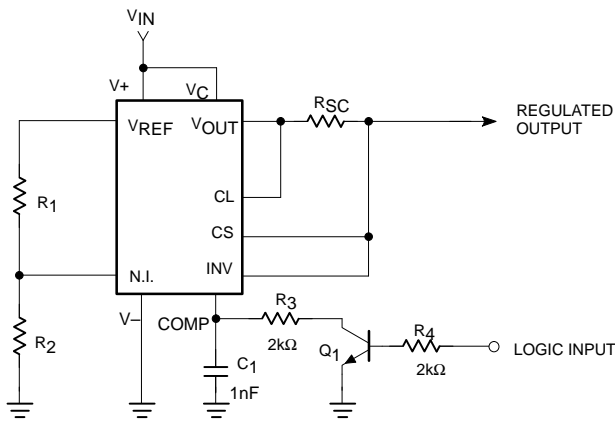 VIN
V+
VC
VREF
VOUT
RSC
REGULATED
OUTPUT
R1
CL
CS
N.I.
INV
R2
V–
COMP
R3
2kΩ
C1
1nF
Q1
R4
2kΩ
LOGIC INPUT